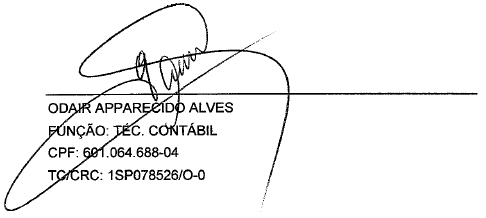 ODAIR APPARECIDO ALVES
FUNÇÃO: TÉC. CONTÁBIL
CPF: 601.064.688-04
TC/CRC: 1SP078526/O-0